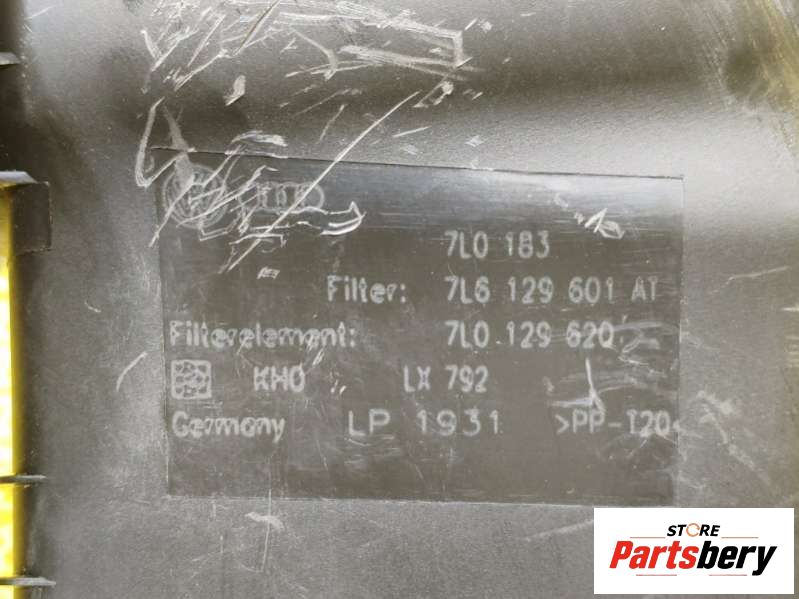 7L0 183
Filter: 7L6 129 601 AT
Filterelement: 7L0 129 620
KH0 LX 792
Germany LP 1931 >PP-T20<
STORE
Partsbery